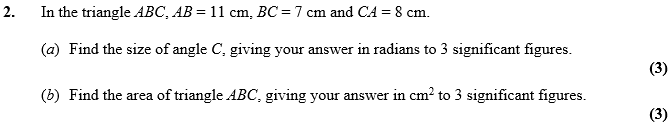 2. In the triangle ABC, AB = 11 cm, BC = 7 cm and CA = 8 cm.
(a) Find the size of angle C, giving your answer in radians to 3 significant figures.
(3)
(b) Find the area of triangle ABC, giving your answer in cm² to 3 significant figures.
(3)